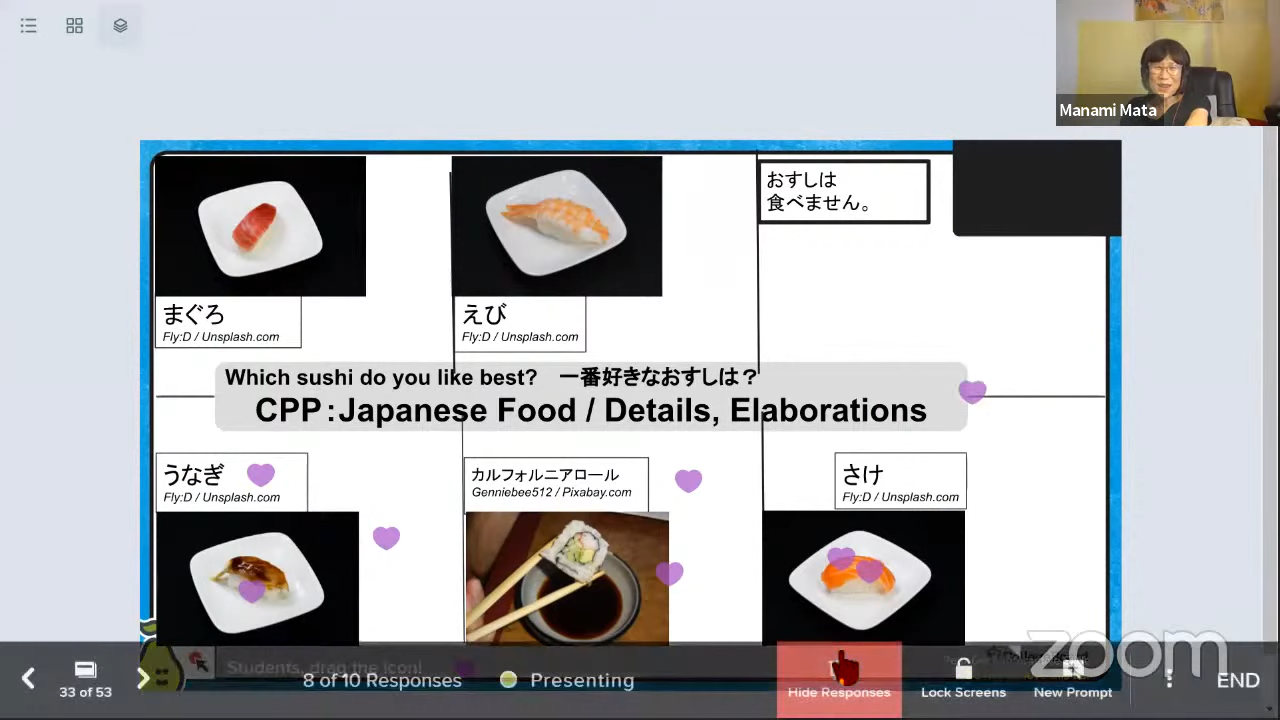 Manami Mata
おすしは
食べません。
まぐろ
Fly:D / Unsplash.com
えび
Fly:D / Unsplash.com
Which sushi do you like best? 一番好きなおすしは？
CPP：Japanese Food / Details, Elaborations
うなぎ
Fly:D / Unsplash.com
カルフォルニアロール
Genniebee512 / Pixabay.com
さけ
Fly:D / Unsplash.com
Students, drag the icon!
33 of 53
8 of 10 Responses
Presenting
Hide Responses
Lock Screens
New Prompt
END
zoom